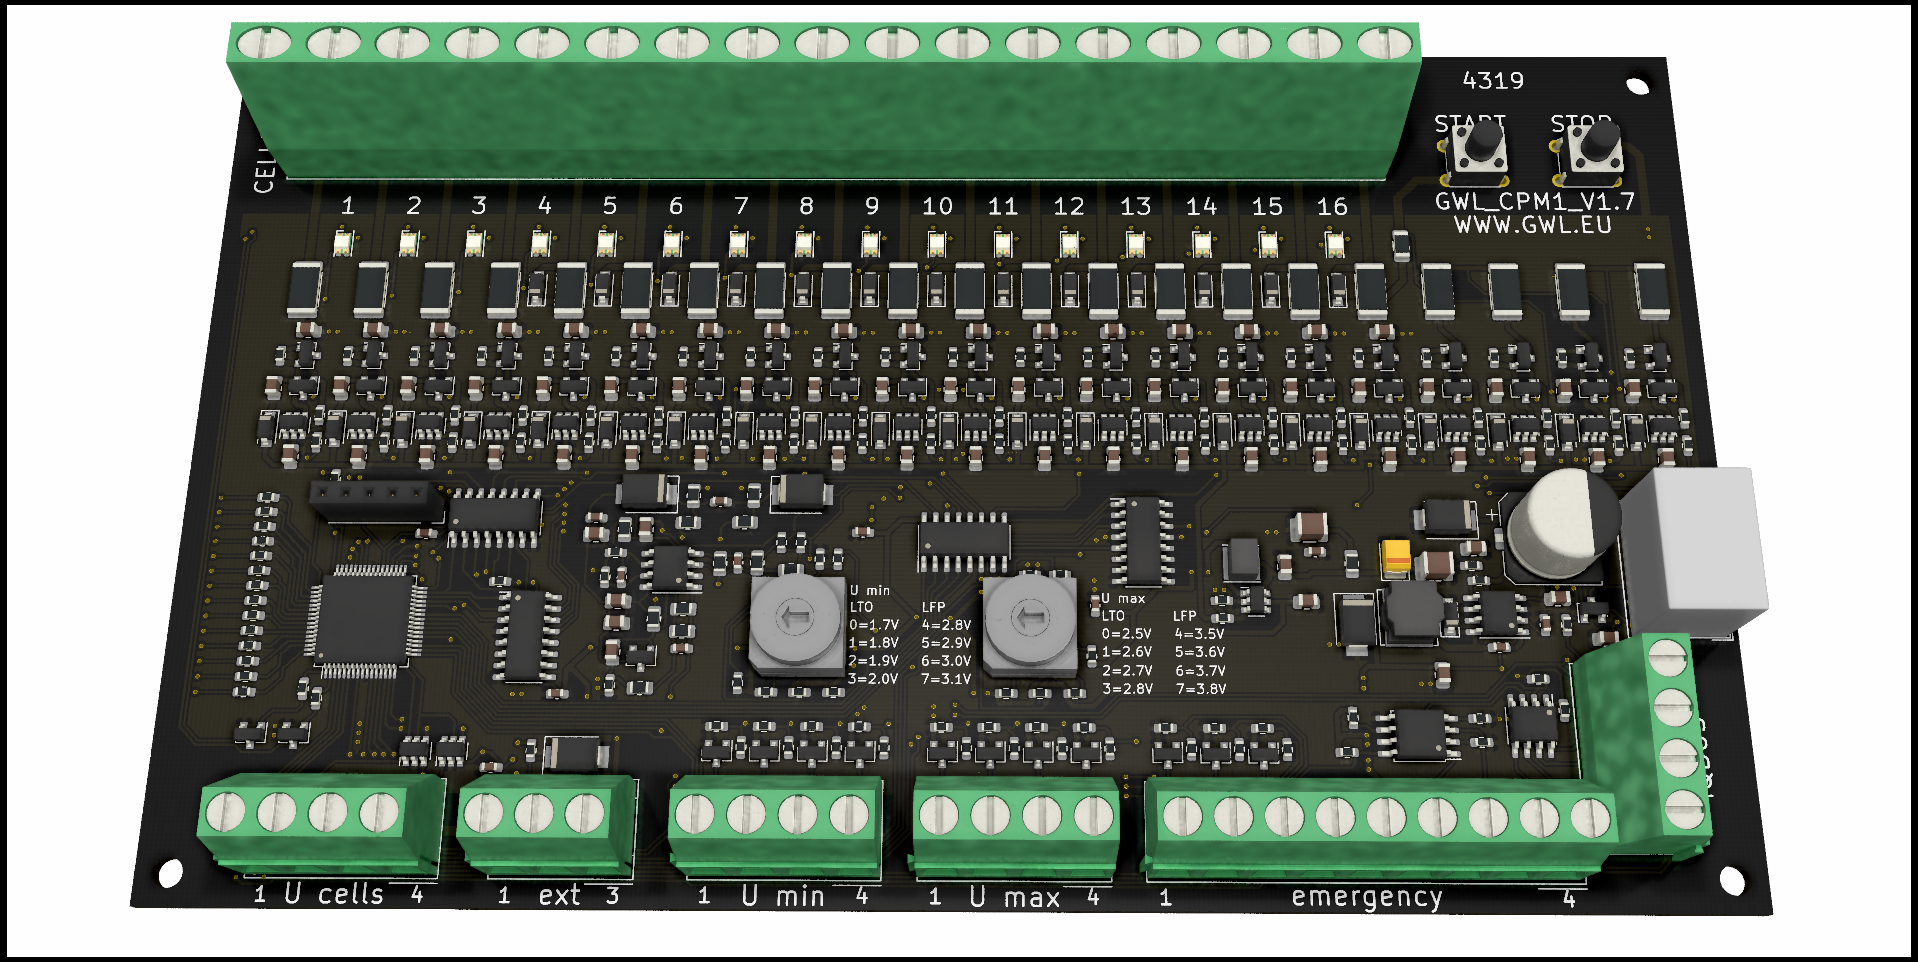 4319
START STOP
GWL_CPM1_V1.7
WWW.GWL.EU
1 2 3 4 5 6 7 8 9 10 11 12 13 14 15 16
+
U min
LTO LFP
0=1.7V 4=2.8V
1=1.8V 5=2.9V
2=1.9V 6=3.0V
3=2.0V 7=3.1V
U max
LTO LFP
0=2.5V 4=3.5V
1=2.6V 5=3.6V
2=2.7V 6=3.7V
3=2.8V 7=3.8V
1 U cells 4
1 ext 3
1 U min 4
1 U max 4
1 emergency 4